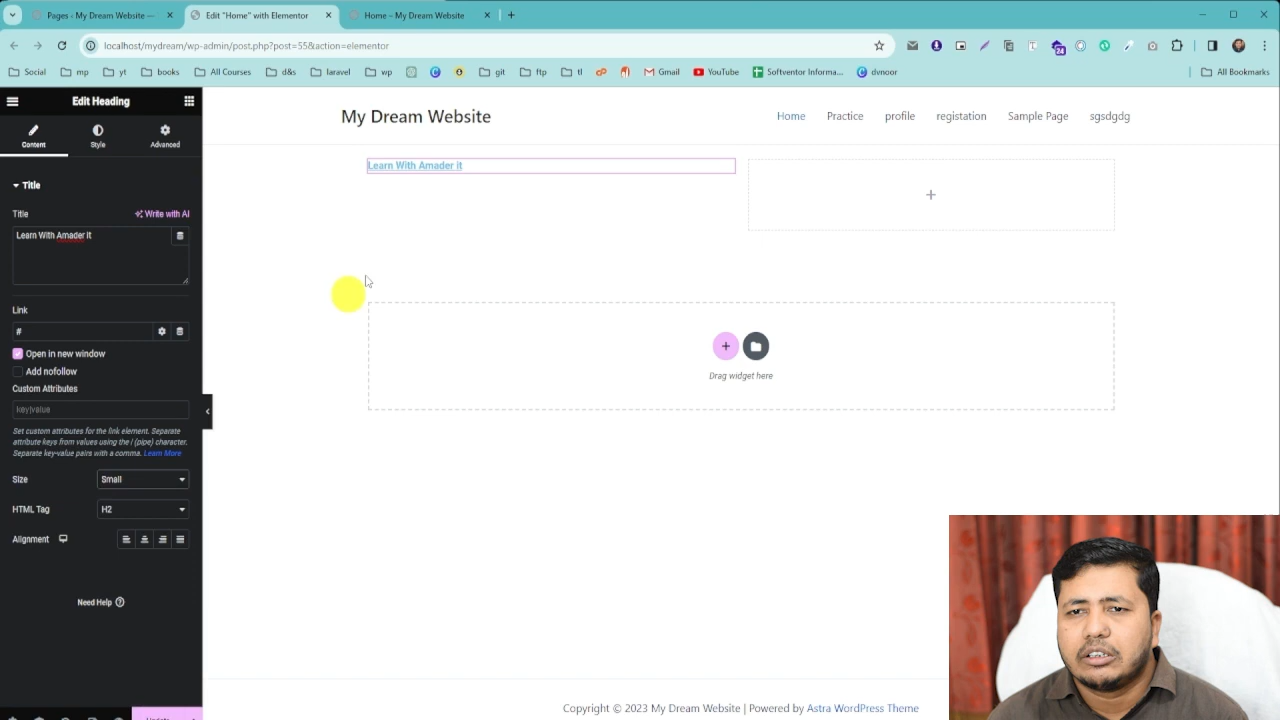 Pages ‹ My Dream Website —
Edit "Home" with Elementor
Home – My Dream Website
localhost/mydream/wp-admin/post.php?post=55&action=elementor
Social
mp
yt
books
All Courses
d&s
laravel
wp
git
ftp
tl
Gmail
YouTube
Softventor Informa...
dvnoor
All Bookmarks
24
Edit Heading
Content
Style
Advanced
Title
Title
Write with AI
Learn With Amader it
Link
#
Open in new window
Add nofollow
Custom Attributes
key|value
Set custom attributes for the link element. Separate
attribute keys from values using the | (pipe) character.
Separate key-value pairs with a comma. Learn More
Size
Small
HTML Tag
H2
Alignment
Need Help
My Dream Website
Home
Practice
profile
registation
Sample Page
sgsdgdg
Learn With Amader it
Drag widget here
Copyright © 2023 My Dream Website | Powered by Astra WordPress Theme